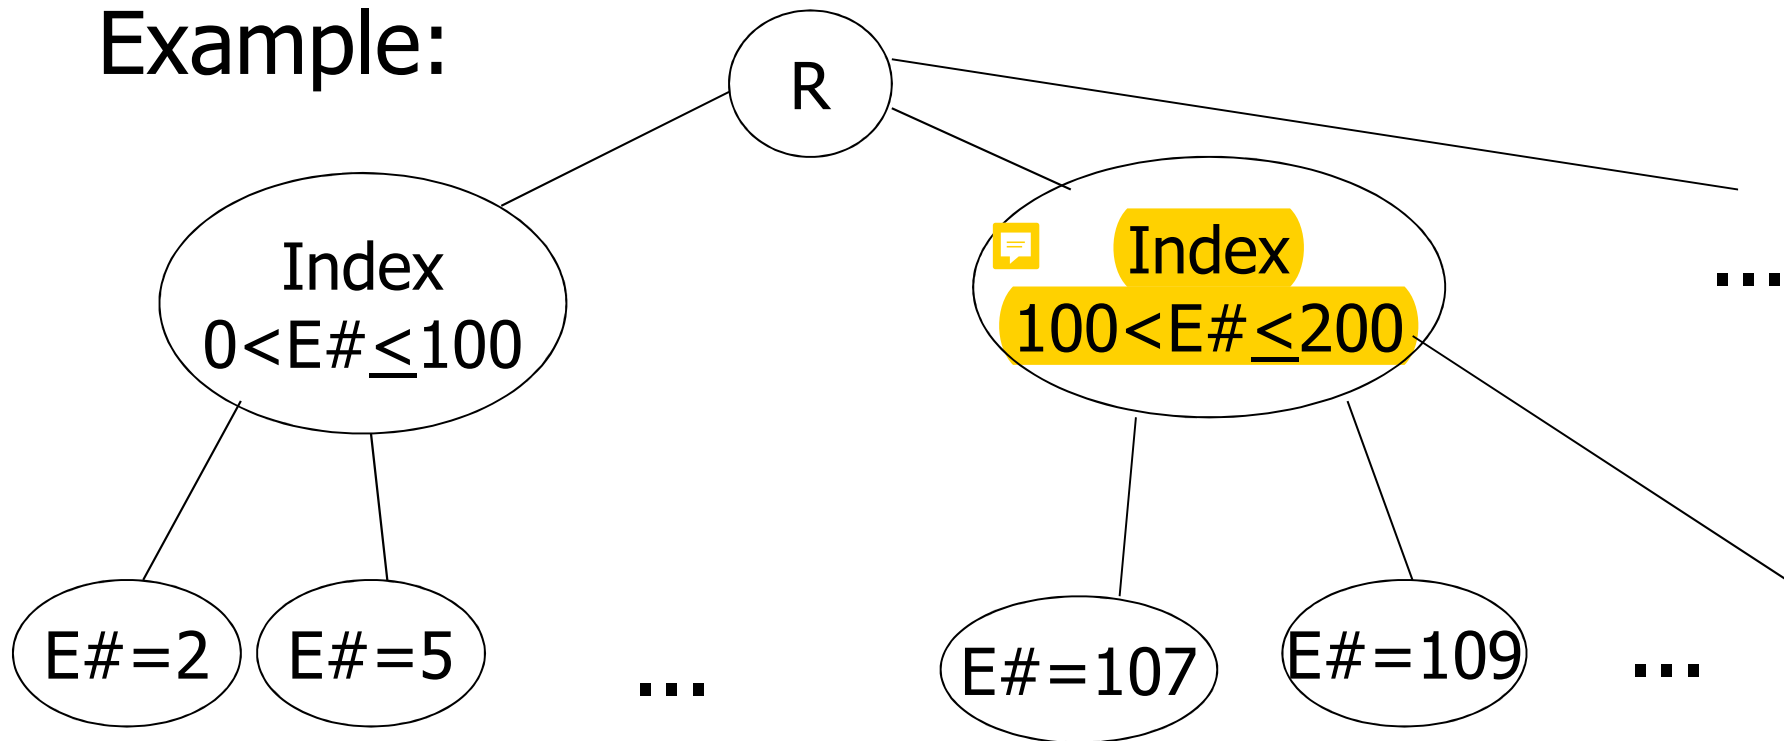 Example:
R
Index
0<E#≤100
Index
100<E#≤200
...
E#=2
E#=5
...
E#=107
E#=109
...